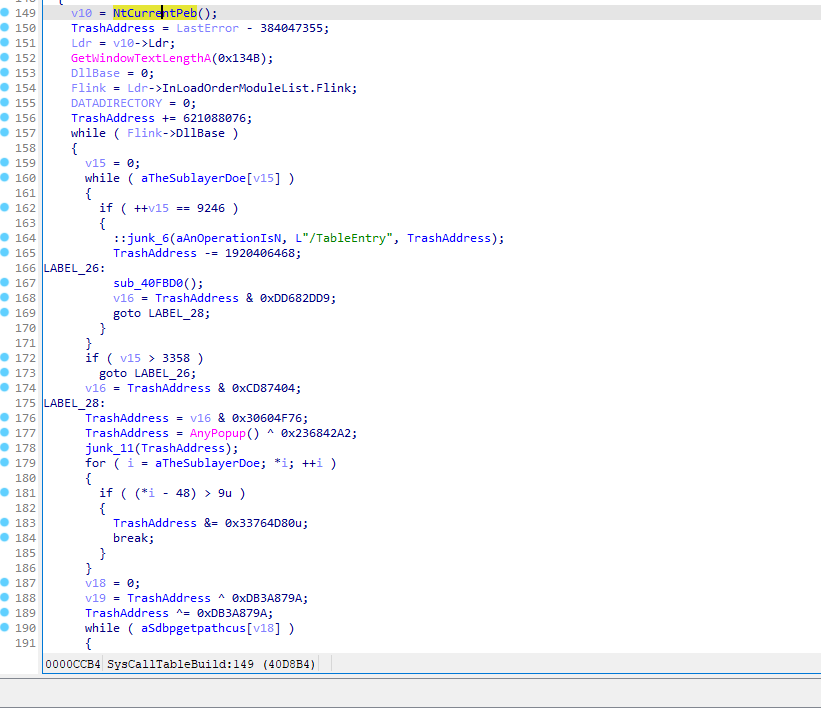 149 v10 = NtCurrentPeb();
150 TrashAddress = LastError - 384047355;
151 Ldr = v10->Ldr;
152 GetWindowTextLengthA(0x134B);
153 DllBase = 0;
154 Flink = Ldr->InLoadOrderModuleList.Flink;
155 DATADIRECTORY = 0;
156 TrashAddress += 621088076;
157 while ( Flink->DllBase )
158 {
159 v15 = 0;
160 while ( aTheSublayerDoe[v15] )
161 {
162 if ( ++v15 == 9246 )
163 {
164 ::junk_6(aAnOperationIsN, L"/TableEntry", TrashAddress);
165 TrashAddress -= 1920406468;
166 LABEL_26:
167 sub_40FBD0();
168 v16 = TrashAddress & 0xDD682DD9;
169 goto LABEL_28;
170 }
171 }
172 if ( v15 > 3358 )
173 goto LABEL_26;
174 v16 = TrashAddress & 0xCD87404;
175 LABEL_28:
176 TrashAddress = v16 & 0x30604F76;
177 TrashAddress = AnyPopup() ^ 0x236842A2;
178 junk_11(TrashAddress);
179 for ( i = aTheSublayerDoe; *i; ++i )
180 {
181 if ( (*i - 48) > 9u )
182 {
183 TrashAddress &= 0x33764D80u;
184 break;
185 }
186 }
187 v18 = 0;
188 v19 = TrashAddress ^ 0xDB3A879A;
189 TrashAddress ^= 0xDB3A879A;
190 while ( aSdbpgetpathcus[v18] )
191 {
0000CCB4 SysCallTableBuild:149 (40D8B4)